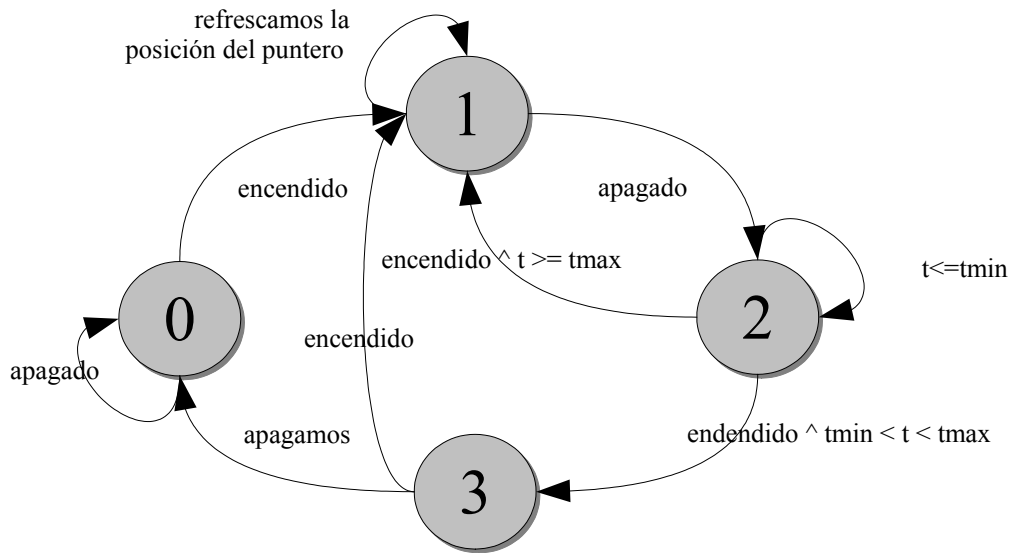 refrescamos la
posición del puntero
1
encendido
apagado
encendido ^ t >= tmax
t<=tmin
0
2
encendido
apagado
apagamos
endendido ^ tmin < t < tmax
3